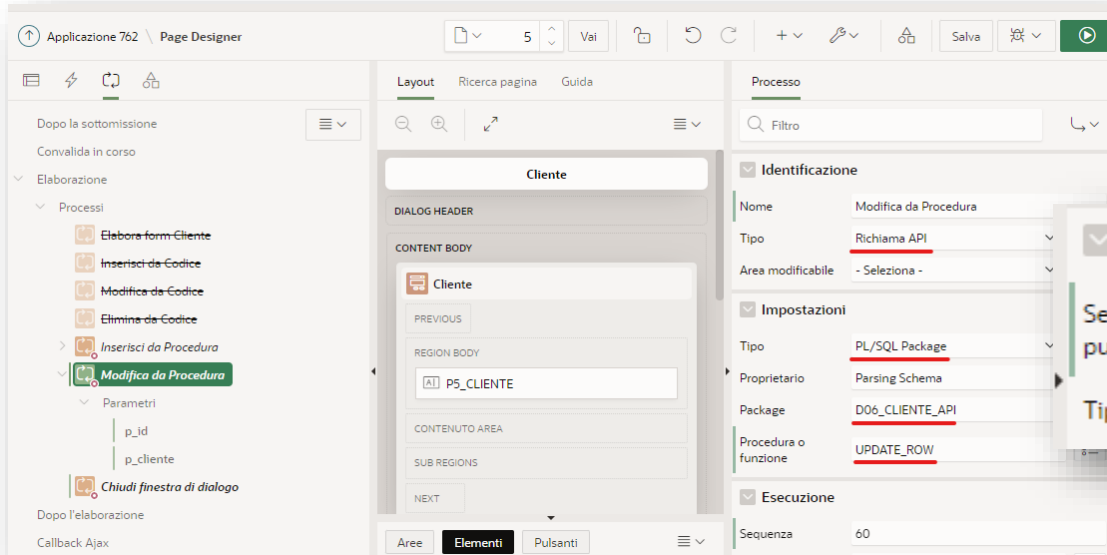 Applicazione 762 \ Page Designer
5
Vai
Salva
Dopo la sottomissione
Convalida in corso
Elaborazione
Processi
Elabora form Cliente
Inserisci da Codice
Modifica da Codice
Elimina da Codice
Inserisci da Procedura
Modifica da Procedura
Parametri
p_id
p_cliente
Chiudi finestra di dialogo
Dopo l'elaborazione
Callback Ajax
Layout
Ricerca pagina
Guida
Cliente
DIALOG HEADER
CONTENT BODY
Cliente
PREVIOUS
REGION BODY
P5_CLIENTE
CONTENUTO AREA
SUB REGIONS
NEXT
Aree
Elementi
Pulsanti
Processo
Filtro
Identificazione
Nome Modifica da Procedura
Tipo Richiama API
Area modificabile - Seleziona -
Impostazioni
Tipo PL/SQL Package
Proprietario Parsing Schema
Package D06_CLIENTE_API
Procedura o
funzione UPDATE_ROW
Esecuzione
Sequenza 60
Se
pu